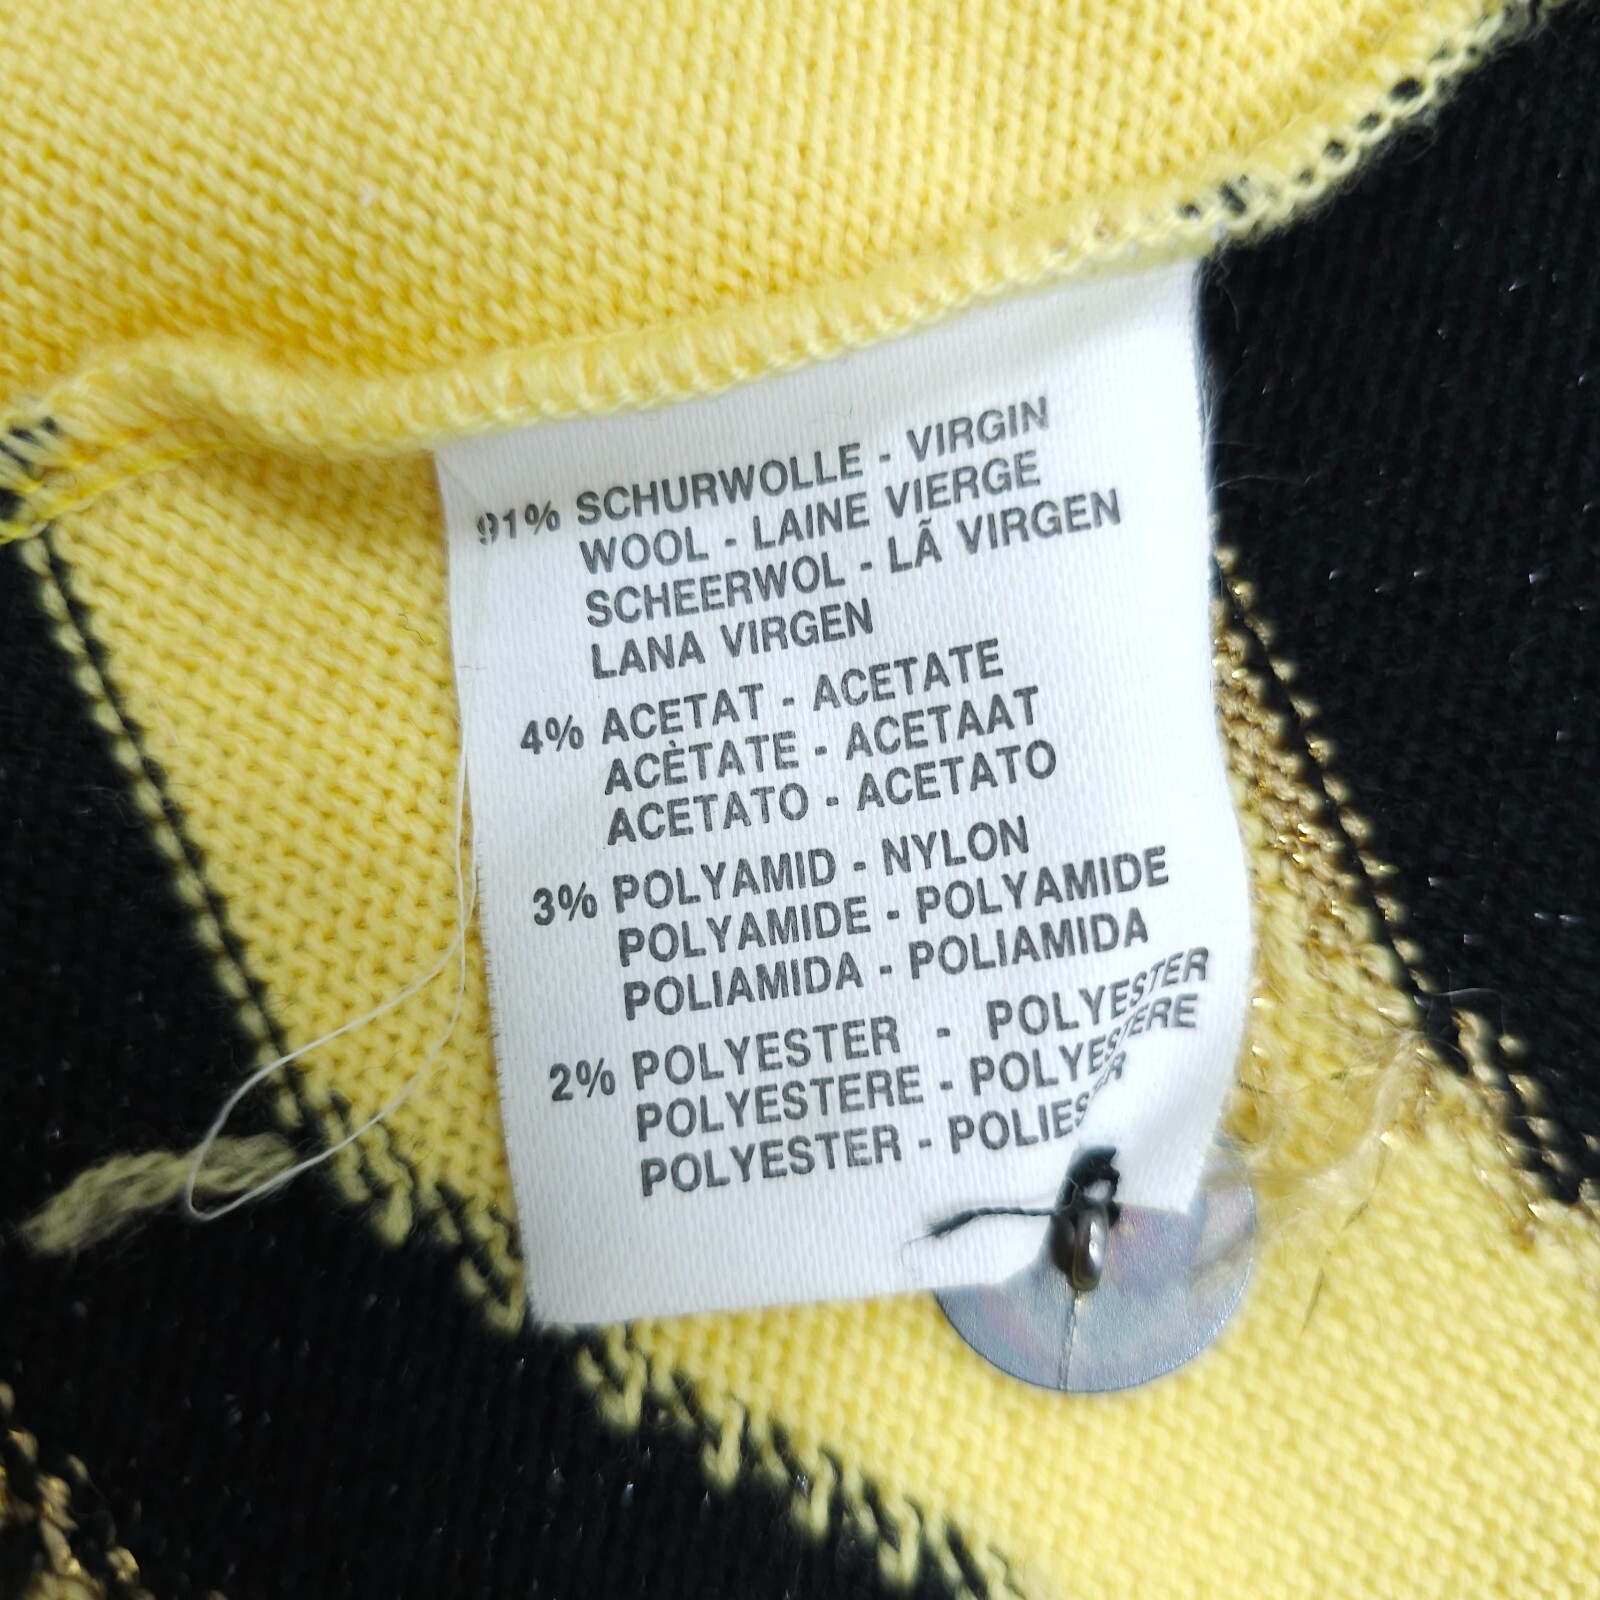 91% SCHURWOLLE - VIRGIN
WOOL - LAINE VIERGE
SCHEERWOL - LÃ VIRGEN
LANA VIRGEN
4% ACETAT - ACETATE
ACÈTATE - ACETAAT
ACETATO - ACETATO
3% POLYAMID - NYLON
POLYAMIDE - POLYAMIDE
POLIAMIDA - POLIAMIDA
2% POLYESTER - POLYESTER
POLYESTERE - POLYESTERE
POLYESTER -